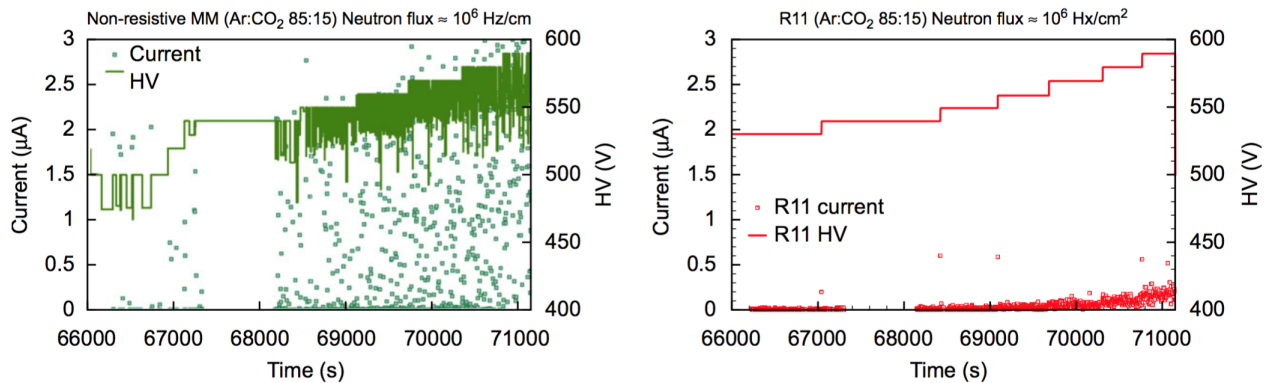 Non-resistive MM (Ar:CO2 85:15) Neutron flux ≈ 10^6 Hz/cm
3
2.5
2
1.5
1
0.5
0
Current (µA)
Current
HV
600
550
500
450
400
HV (V)
66000 67000 68000 69000 70000 71000
Time (s)
R11 (Ar:CO2 85:15) Neutron flux ≈ 10^6 Hx/cm^2
3
2.5
2
1.5
1
0.5
0
Current (µA)
R11 current
R11 HV
600
550
500
450
400
HV (V)
66000 67000 68000 69000 70000 71000
Time (s)